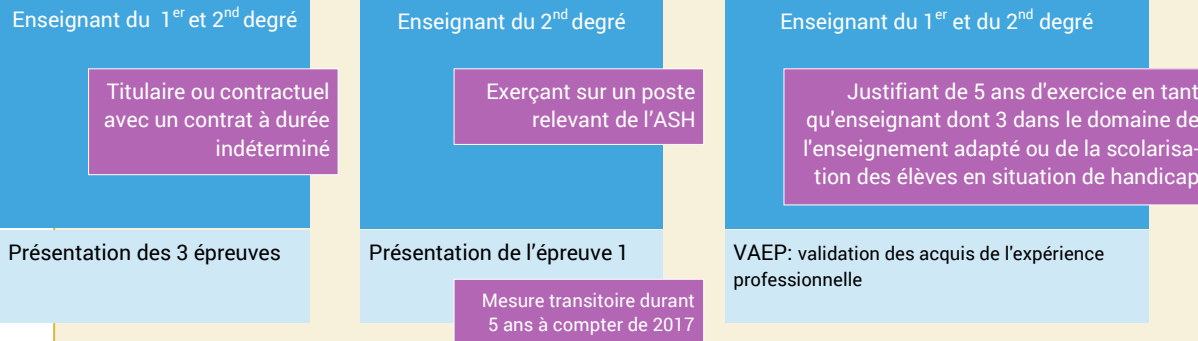 Enseignant du 1er et 2nd degré
Titulaire ou contractuel
avec un contrat à durée
indéterminé
Présentation des 3 épreuves
Enseignant du 2nd degré
Exerçant sur un poste
relevant de l'ASH
Présentation de l'épreuve 1
Mesure transitoire durant
5 ans à compter de 2017
Enseignant du 1er et du 2nd degré
Justifiant de 5 ans d'exercice en tant
qu'enseignant dont 3 dans le domaine de
l'enseignement adapté ou de la scolarisa-
tion des élèves en situation de handicap
VAEP: validation des acquis de l'expérience
professionnelle